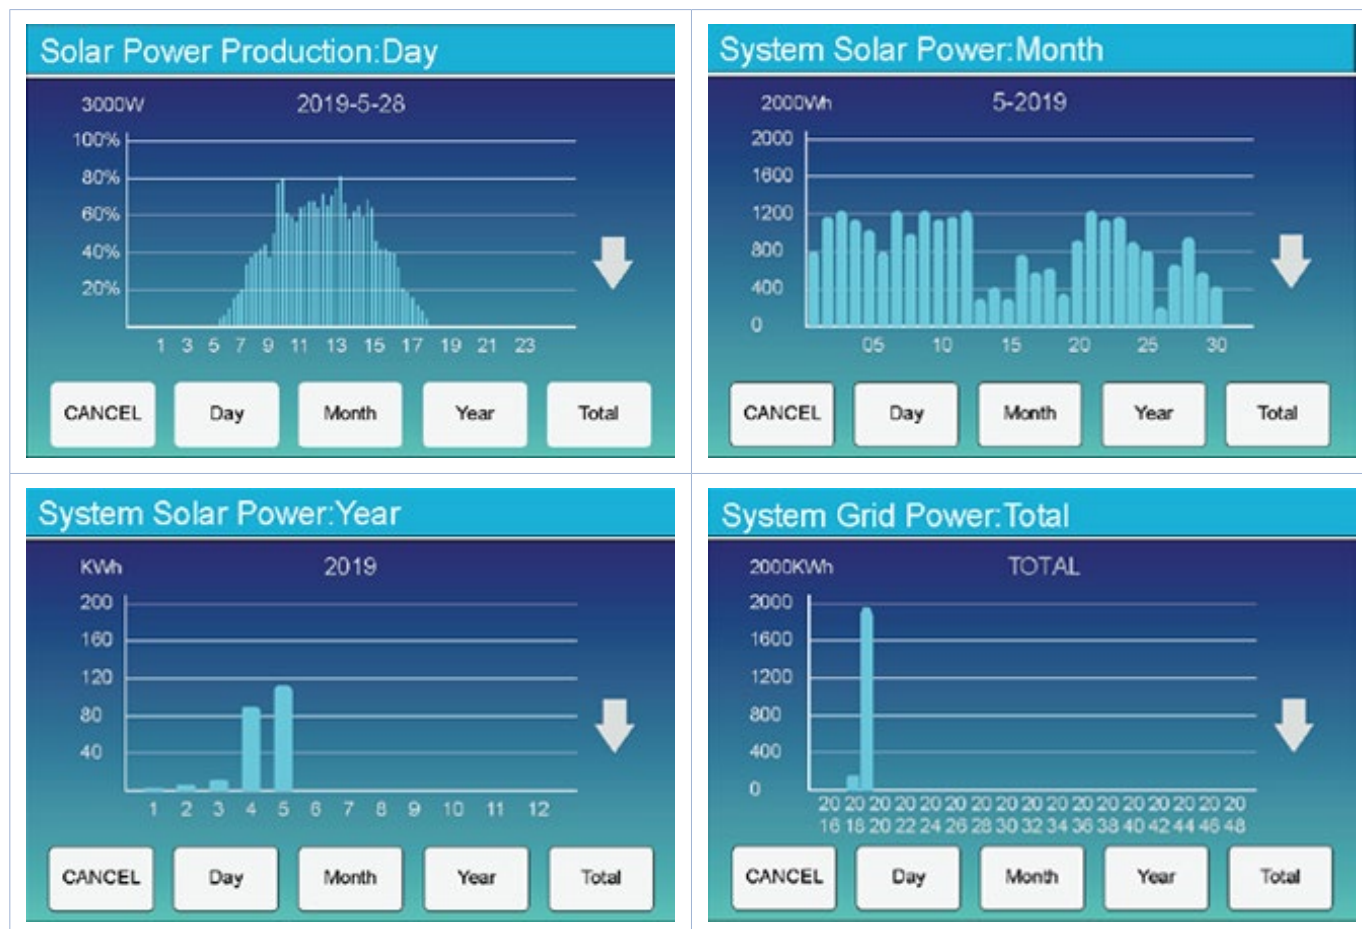 Solar Power Production:Day
3000W 2019-5-28
100%
80%
60%
40%
20%
1 3 5 7 9 11 13 15 17 19 21 23
CANCEL Day Month Year Total
System Solar Power:Month
2000Wh 5-2019
2000
1600
1200
800
400
0
05 10 15 20 25 30
CANCEL Day Month Year Total
System Solar Power:Year
KWh 2019
200
160
120
80
40
1 2 3 4 5 6 7 8 9 10 11 12
CANCEL Day Month Year Total
System Grid Power:Total
2000KWh TOTAL
2000
1600
1200
800
400
0
20 20 20 20 20 20 20 20 20 20 20 20 20 20 20 20 20
16 18 20 22 24 26 28 30 32 34 36 38 40 42 44 46 48
CANCEL Day Month Year Total